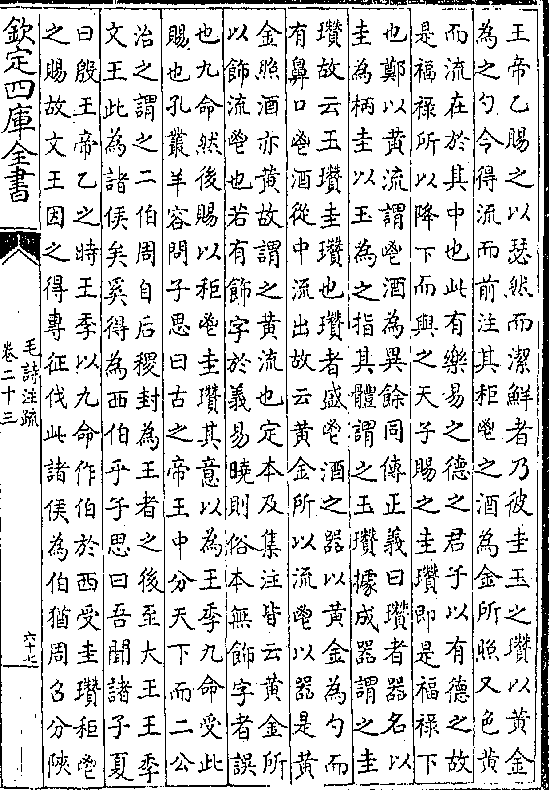 王帝乙賜之以瑟然而潔鮮者乃彼圭玉之瓚以黃金
為之勺令得流而前注其秬鬯之酒為金所照又色黃
而流在於其中也此有樂易之德之君子以有德之故
是福祿所以降下而與之天子賜之圭瓚即是福祿下
也鄭以黃流謂鬯酒為異餘同傳正義曰瓚者器名以
圭為柄圭以玉為之指其體謂之玉瓚據成器謂之圭
瓚故云玉瓚圭瓚也瓚者盛鬯酒之器以黃金為勺而
有鼻口鬯酒從中流出故云黃金所以流鬯以器是黃
金照酒亦黃故謂之黃流也定本及集注皆云黃金所
以飾流鬯也若有飾字於義易曉則俗本無飾字者誤
也九命然後賜以秬鬯圭瓚其意以為王季九命受此
賜也孔叢羊容問子思曰古之帝王中分天下而二公
治之謂之二伯周自后稷封為王者之後至大王王季
文王此為諸侯矣奚得為西伯乎子思曰吾聞諸子夏
曰殷王帝乙之時王季以九命作伯於西受圭瓚秬鬯
之賜故文王因之得專征伐此諸侯為伯猶周召分陝
欽定四庫全書
毛詩注疏
卷二十三
六十七